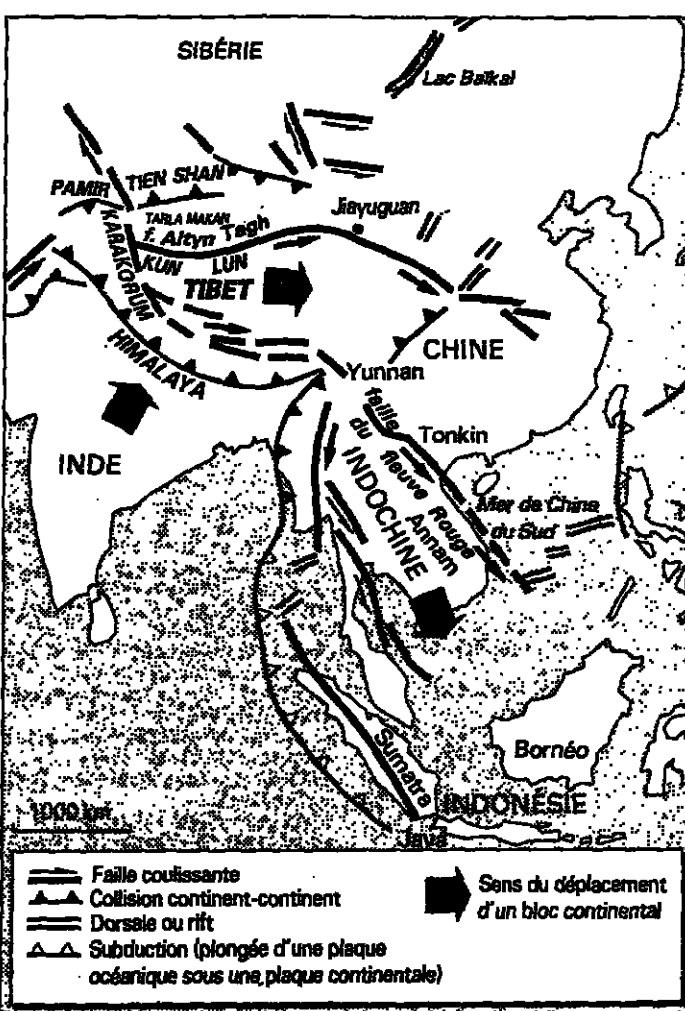 SIBÉRIE
Lac Baïkal
PAMIR
TIEN SHAN
TAKLA MAKAN
Jiayuguan
f. Altyn Tagh
KARAKORUM
KUN LUN
TIBET
HIMALAYA
CHINE
Yunnan
INDE
faille du fleuve Rouge
Tonkin
INDOCHINE
Annam
Mer de Chine
du Sud
Sumatra
Bornéo
1000 km
INDONÉSIE
Java
Faille coulissante
Collision continent-continent
Dorsale ou rift
Subduction (plongée d'une plaque
océanique sous une plaque continentale)
Sens du déplacement
d'un bloc continental